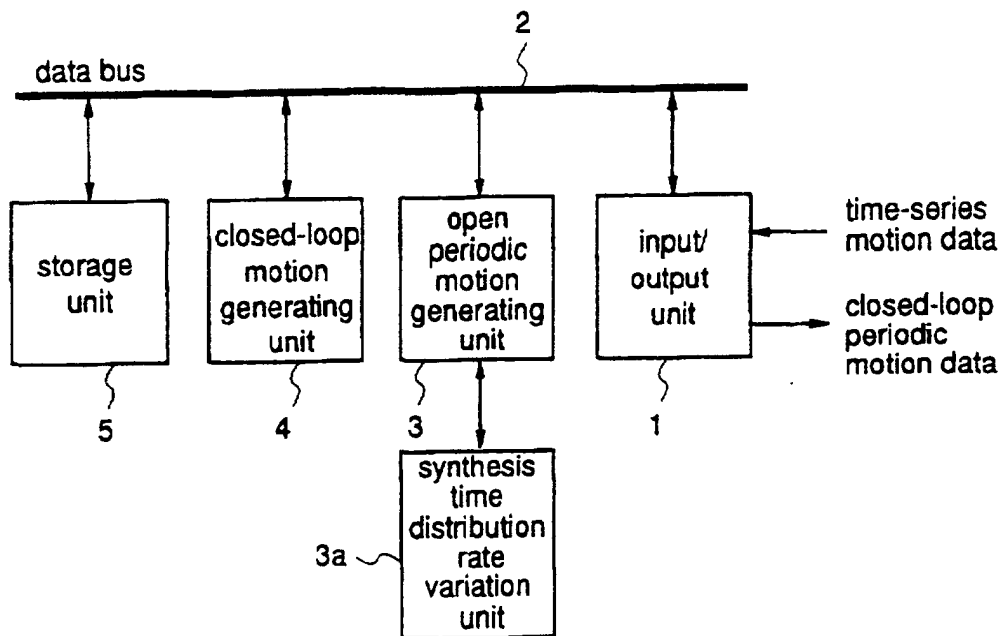 2
data bus
storage
unit
closed-loop
motion
generating
unit
open
periodic
motion
generating
unit
input/
output
unit
time-series
motion data
closed-loop
periodic
motion data
5
4
3
1
synthesis
time
distribution
rate
variation
unit
3a